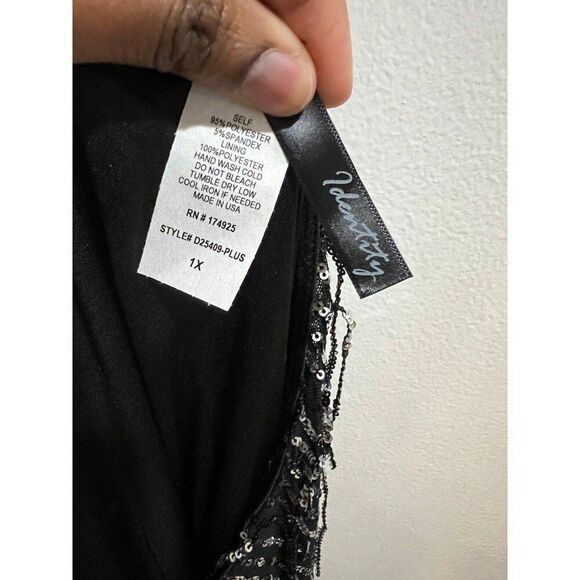 SELF
95%POLYESTER
5%SPANDEX
LINING
100%POLYESTER
HAND WASH COLD
DO NOT BLEACH
TUMBLE DRY LOW
COOL IRON IF NEEDED
MADE IN USA
RN # 174925
STYLE# D25409-PLUS
1X
Identity